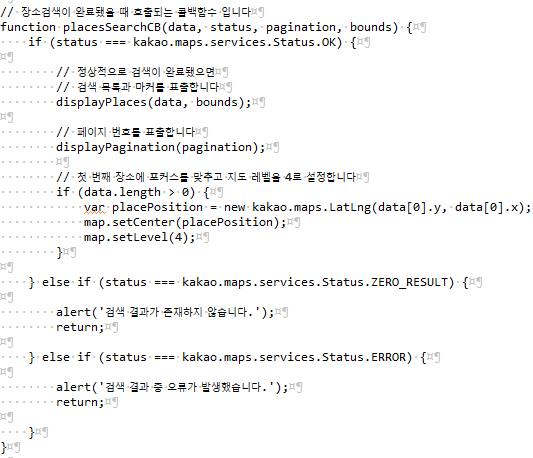 // 장소검색이 완료됐을 때 호출되는 콜백함수 입니다
function placesSearchCB(data, status, pagination, bounds) {
    if (status === kakao.maps.services.Status.OK) {

        // 정상적으로 검색이 완료됐으면
        // 검색 목록과 마커를 표출합니다
        displayPlaces(data, bounds);

        // 페이지 번호를 표출합니다
        displayPagination(pagination);

        // 첫 번째 장소에 포커스를 맞추고 지도 레벨을 4로 설정합니다
        if (data.length > 0) {
            var placePosition = new kakao.maps.LatLng(data[0].y, data[0].x);
            map.setCenter(placePosition);
            map.setLevel(4);
        }

    } else if (status === kakao.maps.services.Status.ZERO_RESULT) {

        alert('검색 결과가 존재하지 않습니다.');
        return;

    } else if (status === kakao.maps.services.Status.ERROR) {

        alert('검색 결과 중 오류가 발생했습니다.');
        return;

    }
}